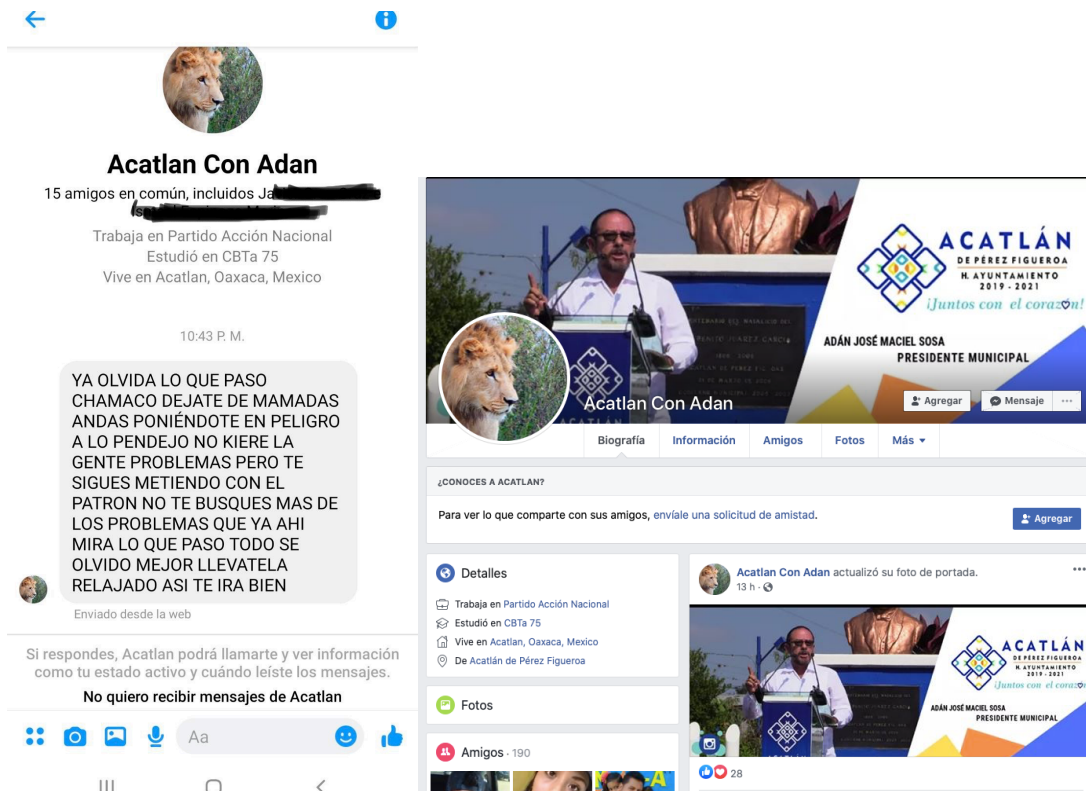 Acatlan Con Adan
15 amigos en común, incluidos Ja
Trabaja en Partido Acción Nacional
Estudió en CBTa 75
Vive en Acatlan, Oaxaca, Mexico
10:43 P. M.
YA OLVIDA LO QUE PASO
CHAMACO DEJATE DE MAMADAS
ANDAS PONIÉNDOTE EN PELIGRO
A LO PENDEJO NO KIERE LA
GENTE PROBLEMAS PERO TE
SIGUES METIENDO CON EL
PATRON NO TE BUSQUES MAS DE
LOS PROBLEMAS QUE YA AHI
MIRA LO QUE PASO TODO SE
OLVIDO MEJOR LLEVATELA
RELAJADO ASI TE IRA BIEN
Enviado desde la web
Si respondes, Acatlan podrá llamarte y ver información
como tu estado activo y cuándo leíste los mensajes.
No quiero recibir mensajes de Acatlan
Aa
ACATLÁN
DE PÉREZ FIGUEROA
H. AYUNTAMIENTO
2019 - 2021
¡Juntos con el corazón!
ADÁN JOSÉ MACIEL SOSA
PRESIDENTE MUNICIPAL
BENITO JUAREZ GARCIA
Acatlan Con Adan
Agregar
Mensaje
Biografía
Información
Amigos
Fotos
Más
¿CONOCES A ACATLAN?
Para ver lo que comparte con sus amigos, envíale una solicitud de amistad.
Agregar
Detalles
Trabaja en Partido Acción Nacional
Estudió en CBTa 75
Vive en Acatlan, Oaxaca, Mexico
De Acatlán de Pérez Figueroa
Fotos
Amigos · 190
Acatlan Con Adan actualizó su foto de portada.
13 h ·
ACATLÁN
DE PÉREZ FIGUEROA
H. AYUNTAMIENTO
2019 - 2021
¡Juntos con el corazón!
ADÁN JOSÉ MACIEL SOSA
PRESIDENTE MUNICIPAL
28